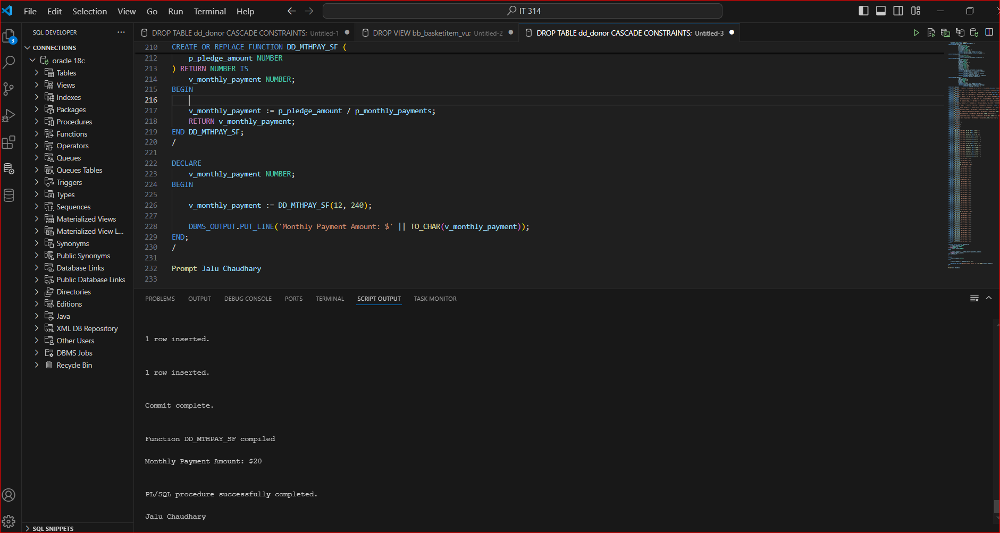 File Edit Selection View Go Run Terminal Help
IT 314
SQL DEVELOPER
3
CONNECTIONS
oracle 18c
Tables
Views
Indexes
Packages
Procedures
Functions
Operators
Queues
Queues Tables
Triggers
Types
Sequences
Materialized Views
Materialized View L...
Synonyms
Public Synonyms
Database Links
Public Database Links
Directories
Editions
Java
XML DB Repository
Other Users
DBMS Jobs
Recycle Bin
SQL SNIPPETS
DROP TABLE dd_donor CASCADE CONSTRAINTS; Untitled-1
DROP VIEW bb_basketitem_vu; Untitled-2
DROP TABLE dd_donor CASCADE CONSTRAINTS; Untitled-3
210 CREATE OR REPLACE FUNCTION DD_MTHPAY_SF (
212 p_pledge_amount NUMBER
213 ) RETURN NUMBER IS
214 v_monthly_payment NUMBER;
215 BEGIN
216
217 v_monthly_payment := p_pledge_amount / p_monthly_payments;
218 RETURN v_monthly_payment;
219 END DD_MTHPAY_SF;
220 /
221
222 DECLARE
223 v_monthly_payment NUMBER;
224 BEGIN
225
226 v_monthly_payment := DD_MTHPAY_SF(12, 240);
227
228 DBMS_OUTPUT.PUT_LINE('Monthly Payment Amount: $' || TO_CHAR(v_monthly_payment));
229 END;
230 /
231
232 Prompt Jalu Chaudhary
233
PROBLEMS OUTPUT DEBUG CONSOLE PORTS TERMINAL SCRIPT OUTPUT TASK MONITOR
1 row inserted.
1 row inserted.
Commit complete.
Function DD_MTHPAY_SF compiled
Monthly Payment Amount: $20
PL/SQL procedure successfully completed.
Jalu Chaudhary